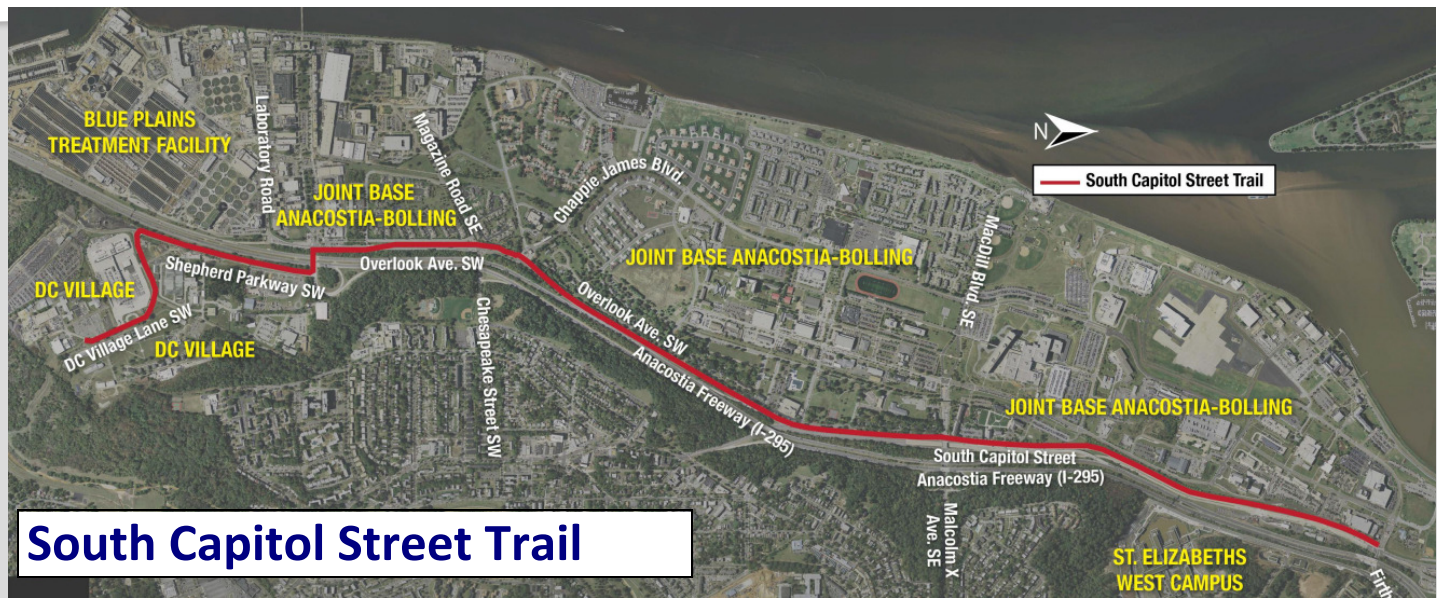 BLUE PLAINS
TREATMENT FACILITY
Laboratory Road
Magazine Road SE
JOINT BASE
ANACOSTIA-BOLLING
Chappie James Blvd.
N
South Capitol Street Trail
MacDill Blvd. SE
JOINT BASE ANACOSTIA-BOLLING
Shepherd Parkway SW
Overlook Ave. SW
DC VILLAGE
DC Village Lane SW
DC VILLAGE
Chesapeake Street SW
Overlook Ave. SW
Anacostia Freeway (I-295)
JOINT BASE ANACOSTIA-BOLLING
South Capitol Street
Anacostia Freeway (I-295)
Malcolm X
Ave. SE
ST. ELIZABETHS
WEST CAMPUS
Firth
South Capitol Street Trail